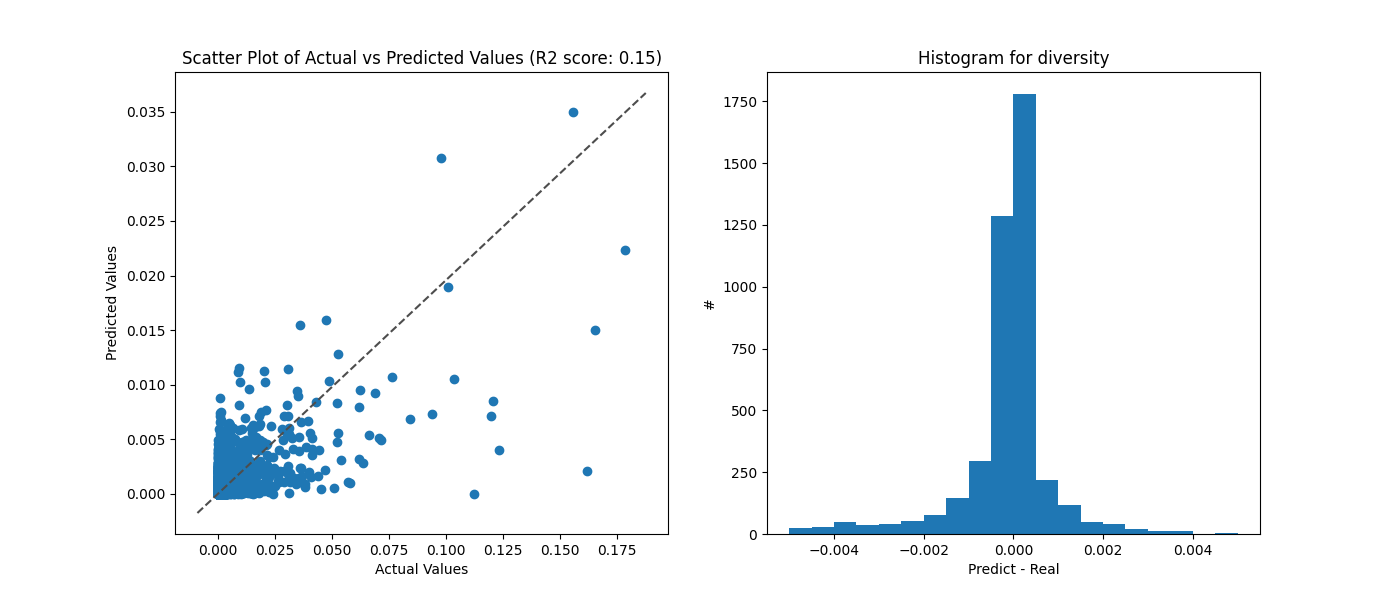 Scatter Plot of Actual vs Predicted Values (R2 score: 0.15)
0.035
0.030
0.025
0.020
0.015
0.010
0.005
0.000
Predicted Values
0.000 0.025 0.050 0.075 0.100 0.125 0.150 0.175
Actual Values
Histogram for diversity
1750
1500
1250
1000
750
500
250
0
#
−0.004 −0.002 0.000 0.002 0.004
Predict - Real